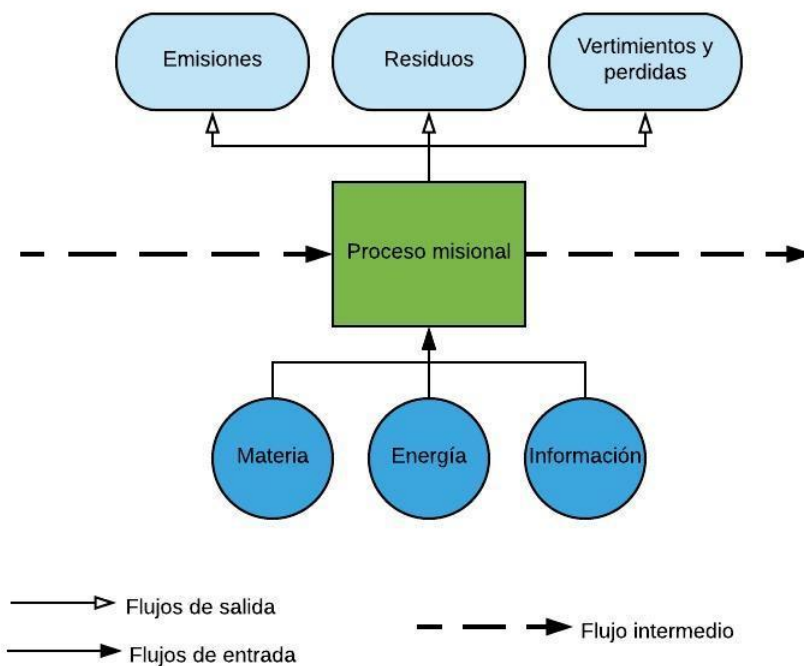 Emisiones
Residuos
Vertimientos y
perdidas
Proceso misional
Materia
Energía
Información
Flujos de salida
Flujos de entrada
Flujo intermedio